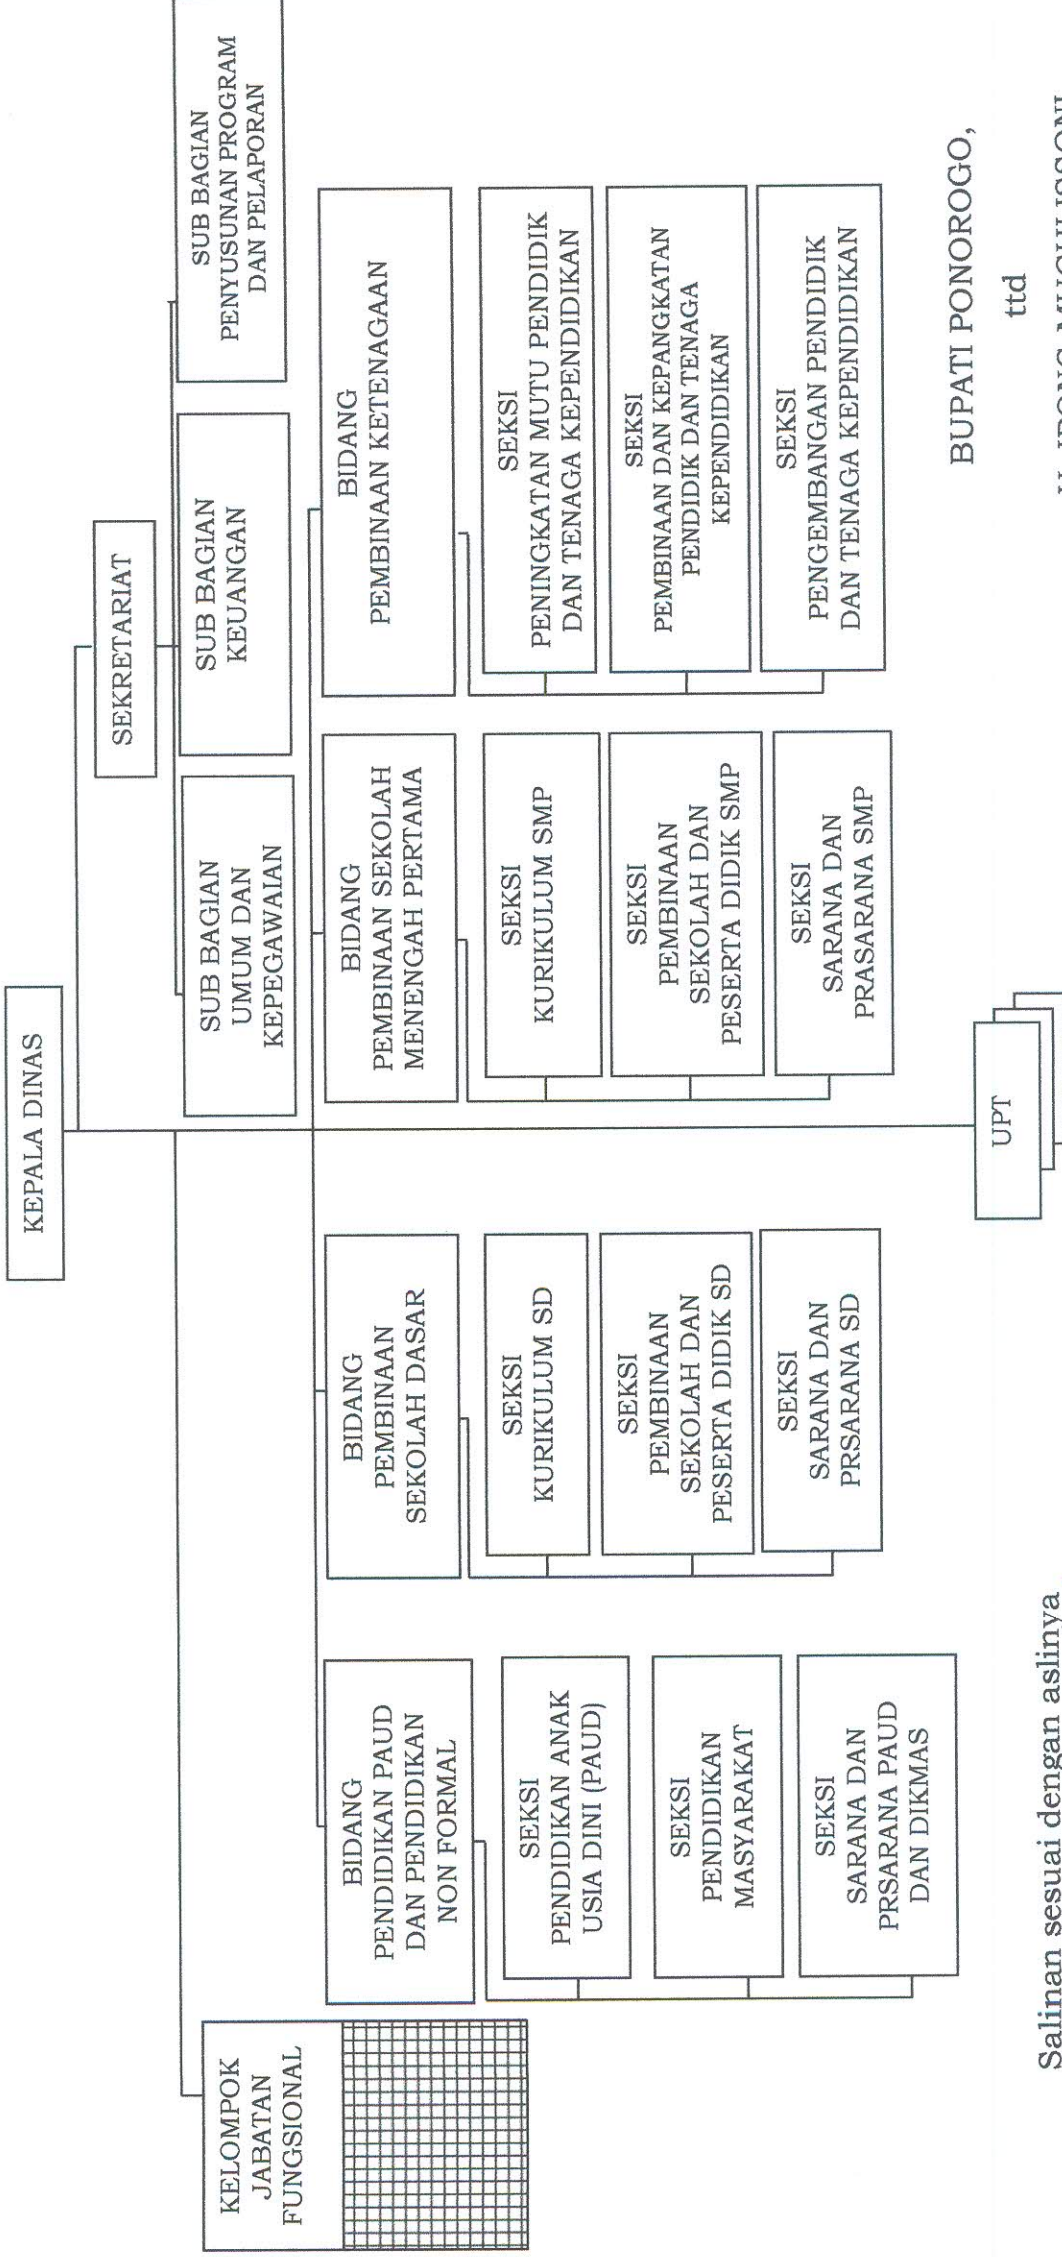 KEPALA DINAS
SEKRETARIAT
SUB BAGIAN
UMUM DAN
KEPEGAWAIAN
SUB BAGIAN
KEUANGAN
SUB BAGIAN
PENYUSUNAN PROGRAM
DAN PELAPORAN
KELOMPOK
JABATAN
FUNGSIONAL
BIDANG
PENDIDIKAN PAUD
DAN PENDIDIKAN
NON FORMAL
SEKSI
PENDIDIKAN ANAK
USIA DINI (PAUD)
SEKSI
PENDIDIKAN
MASYARAKAT
SEKSI
SARANA DAN
PRSARANA PAUD
DAN DIKMAS
BIDANG
PEMBINAAN
SEKOLAH DASAR
SEKSI
KURIKULUM SD
SEKSI
PEMBINAAN
SEKOLAH DAN
PESERTA DIDIK SD
SEKSI
SARANA DAN
PRSARANA SD
BIDANG
PEMBINAAN SEKOLAH
MENENGAH PERTAMA
SEKSI
KURIKULUM SMP
SEKSI
PEMBINAAN
SEKOLAH DAN
PESERTA DIDIK SMP
SEKSI
SARANA DAN
PRASARANA SMP
BIDANG
PEMBINAAN KETENAGAAN
SEKSI
PENINGKATAN MUTU PENDIDIK
DAN TENAGA KEPENDIDIKAN
SEKSI
PEMBINAAN DAN KEPANGKATAN
PENDIDIK DAN TENAGA
KEPENDIDIKAN
SEKSI
PENGEMBANGAN PENDIDIK
DAN TENAGA KEPENDIDIKAN
UPT
BUPATI PONOROGO,
ttd
Salinan sesuai dengan aslinya